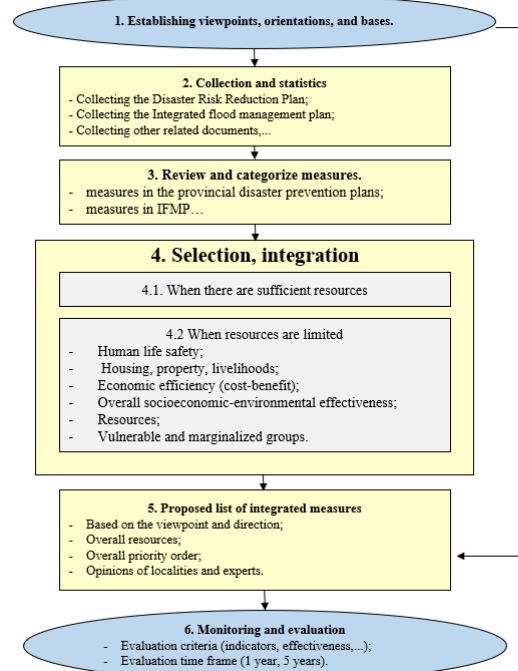 1. Establishing viewpoints, orientations, and bases.
2. Collection and statistics
- Collecting the Disaster Risk Reduction Plan;
- Collecting the Integrated flood management plan;
- Collecting other related documents,...
3. Review and categorize measures.
- measures in the provincial disaster prevention plans;
- measures in IFMP…
4. Selection, integration
4.1. When there are sufficient resources
4.2 When resources are limited
- Human life safety;
- Housing, property, livelihoods;
- Economic efficiency (cost-benefit);
- Overall socioeconomic-environmental effectiveness;
- Resources;
- Vulnerable and marginalized groups.
5. Proposed list of integrated measures
- Based on the viewpoint and direction;
- Overall resources;
- Overall priority order;
- Opinions of localities and experts.
6. Monitoring and evaluation
- Evaluation criteria (indicators, effectiveness,...);
- Evaluation time frame (1 year, 5 years).